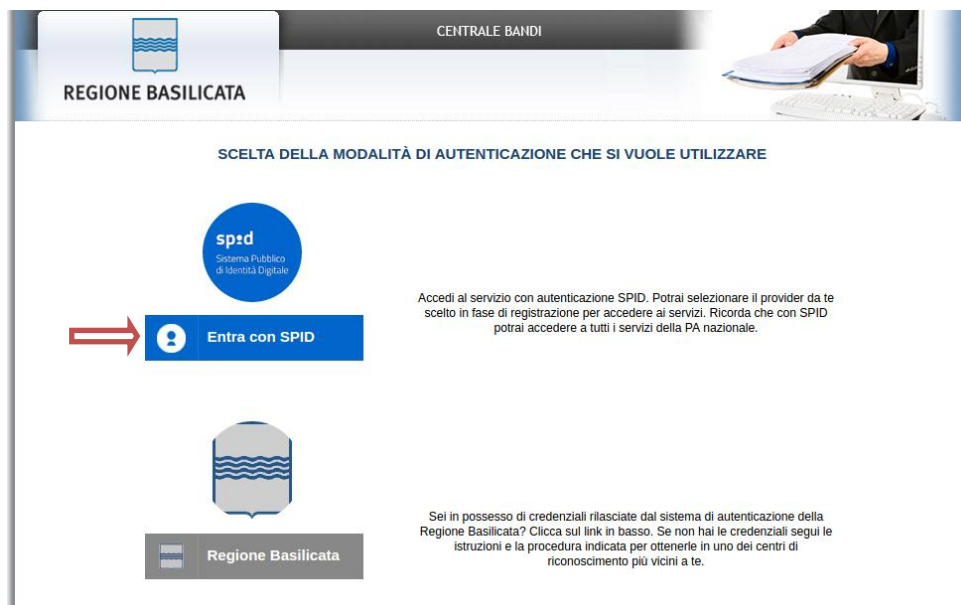 CENTRALE BANDI
REGIONE BASILICATA
SCELTA DELLA MODALITÀ DI AUTENTICAZIONE CHE SI VUOLE UTILIZZARE
spid
Sistema Pubblico
di Identità Digitale
Entra con SPID
Accedi al servizio con autenticazione SPID. Potrai selezionare il provider da te
scelto in fase di registrazione per accedere ai servizi. Ricorda che con SPID
potrai accedere a tutti i servizi della PA nazionale.
Regione Basilicata
Sei in possesso di credenziali rilasciate dal sistema di autenticazione della
Regione Basilicata? Clicca sul link in basso. Se non hai le credenziali segui le
istruzioni e la procedura indicata per ottenerle in uno dei centri di
riconoscimento più vicini a te.